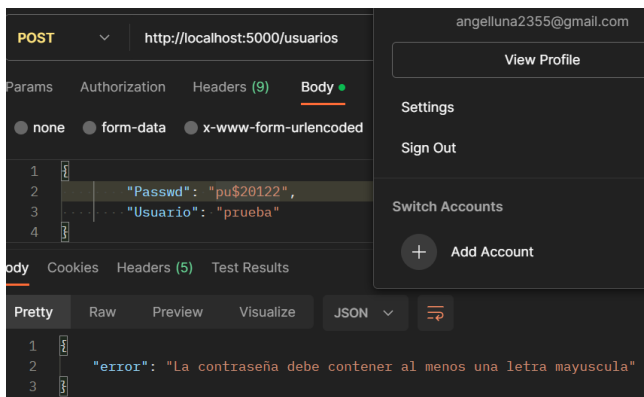 POST http://localhost:5000/usuarios
angelluna2355@gmail.com
View Profile
Params Authorization Headers (9) Body
Settings
none form-data x-www-form-urlencoded
Sign Out
1 {
2 "Passwd": "pu$20122",
3 "Usuario": "prueba"
4 }
Switch Accounts
Add Account
ody Cookies Headers (5) Test Results
Pretty Raw Preview Visualize JSON
1 {
2 "error": "La contraseña debe contener al menos una letra mayuscula"
3 }